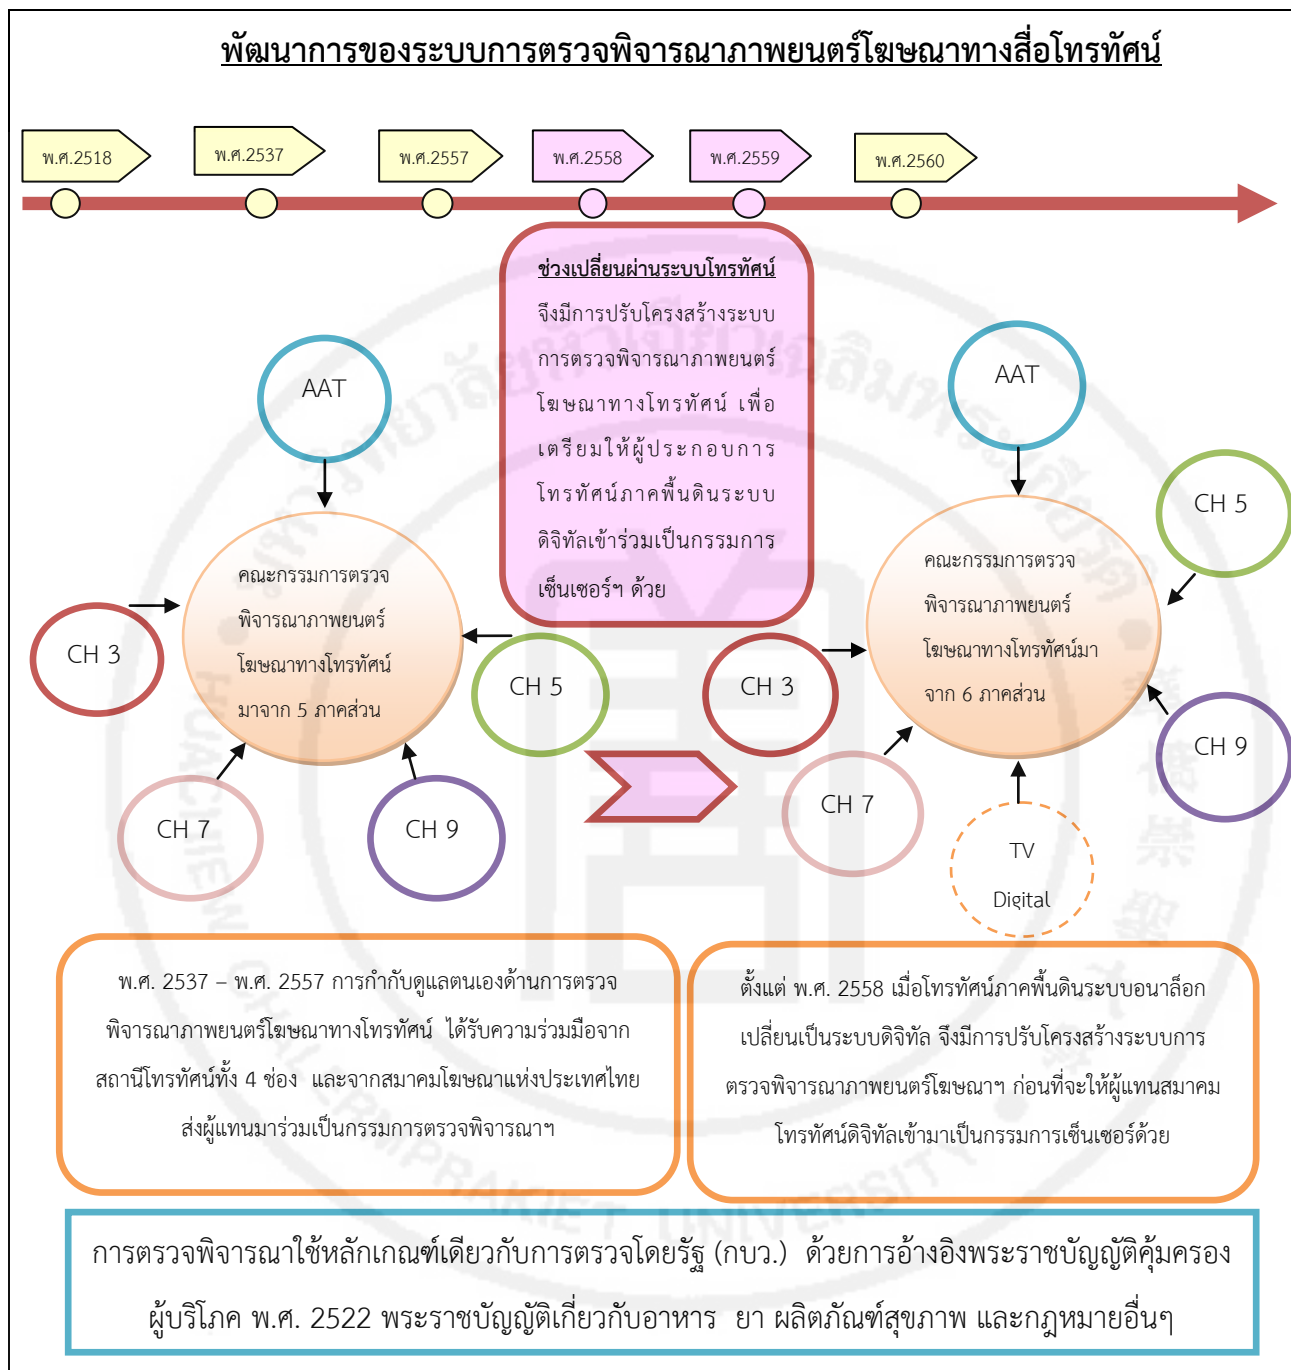 พัฒนาการของระบบการตรวจพิจารณาภาพยนตร์โฆษณาทางสื่อโทรทัศน์
พ.ศ.2518
พ.ศ.2537
พ.ศ.2557
พ.ศ.2558
พ.ศ.2559
พ.ศ.2560
ช่วงเปลี่ยนผ่านระบบโทรทัศน์
จึงมีการปรับโครงสร้างระบบ
การตรวจพิจารณาภาพยนตร์
โฆษณาทางโทรทัศน์ เพื่อ
เตรียมให้ผู้ประกอบการ
โทรทัศน์ภาคพื้นดินระบบ
ดิจิทัลเข้าร่วมเป็นกรรมการ
เซ็นเซอร์ฯ ด้วย
AAT
คณะกรรมการตรวจ
พิจารณาภาพยนตร์
โฆษณาทางโทรทัศน์
มาจาก 5 ภาคส่วน
CH 3
CH 5
CH 7
CH 9
AAT
CH 5
คณะกรรมการตรวจ
พิจารณาภาพยนตร์
โฆษณาทางโทรทัศน์มา
จาก 6 ภาคส่วน
CH 3
CH 9
CH 7
TV
Digital
พ.ศ. 2537 – พ.ศ. 2557 การกำกับดูแลตนเองด้านการตรวจ
พิจารณาภาพยนตร์โฆษณาทางโทรทัศน์ ได้รับความร่วมมือจาก
สถานีโทรทัศน์ทั้ง 4 ช่อง และจากสมาคมโฆษณาแห่งประเทศไทย
ส่งผู้แทนมาร่วมเป็นกรรมการตรวจพิจารณาฯ
ตั้งแต่ พ.ศ. 2558 เมื่อโทรทัศน์ภาคพื้นดินระบบอนาล็อก
เปลี่ยนเป็นระบบดิจิทัล จึงมีการปรับโครงสร้างระบบการ
ตรวจพิจารณาภาพยนตร์โฆษณาฯ ก่อนที่จะให้ผู้แทนสมาคม
โทรทัศน์ดิจิทัลเข้ามาเป็นกรรมการเซ็นเซอร์ด้วย
การตรวจพิจารณาใช้หลักเกณฑ์เดียวกับการตรวจโดยรัฐ (กบว.) ด้วยการอ้างอิงพระราชบัญญัติคุ้มครอง
ผู้บริโภค พ.ศ. 2522 พระราชบัญญัติเกี่ยวกับอาหาร ยา ผลิตภัณฑ์สุขภาพ และกฎหมายอื่นๆ
HUACHIEW CHALERMPRAKIET UNIVERSITY